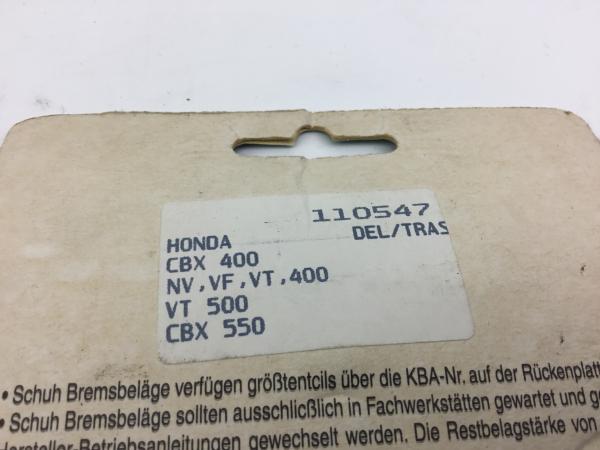 110547
HONDA DEL/TRAS
CBX 400
NV,VF,VT,400
VT 500
CBX 550
• Schuh Bremsbeläge verfügen größtentcils über die KBA-Nr. auf der Rückenplatt
• Schuh Bremsbeläge sollten ausschlicßlich in Fachwerkstätten gewartet und g
Hersteller-Betriebsanleitungen gewechselt werden. Die Restbelagstärke von